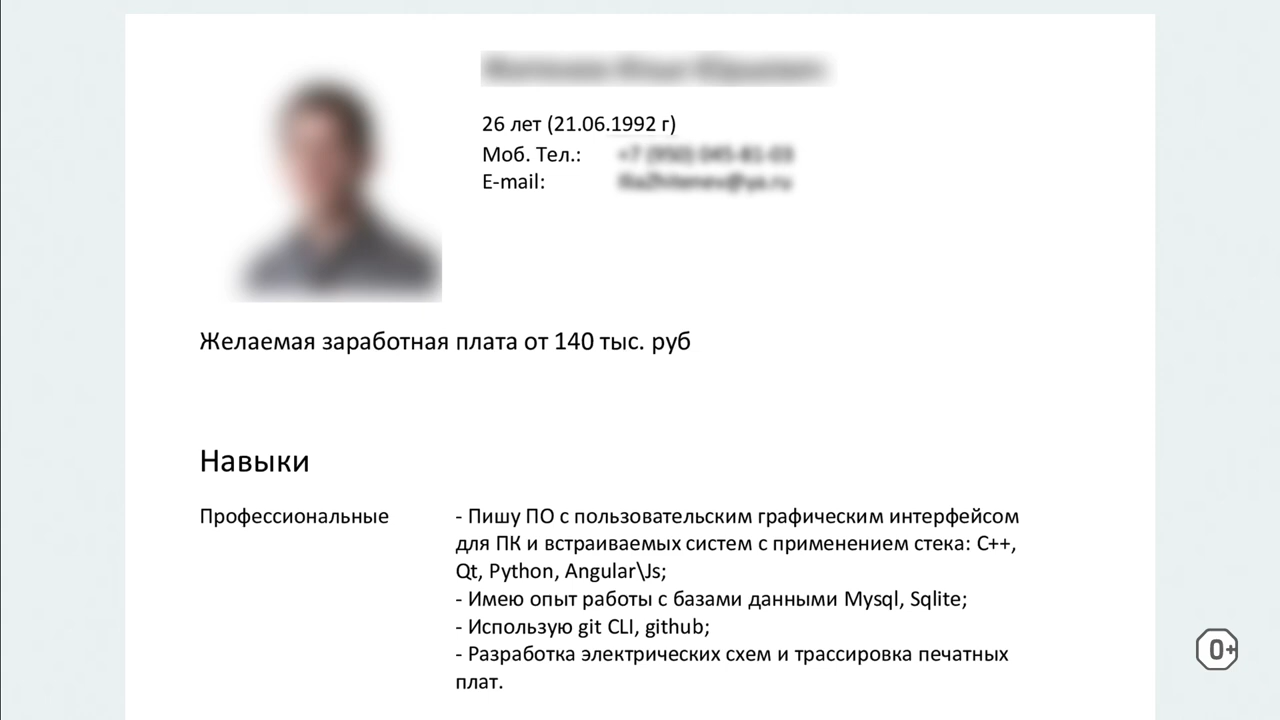 26 лет (21.06.1992 г)
Моб. Тел.:
E-mail:
Желаемая заработная плата от 140 тыс. руб
Навыки
Профессиональные
- Пишу ПО с пользовательским графическим интерфейсом
для ПК и встраиваемых систем с применением стека: C++,
Qt, Python, Angular\Js;
- Имею опыт работы с базами данными Mysql, Sqlite;
- Использую git CLI, github;
- Разработка электрических схем и трассировка печатных
плат.
0+